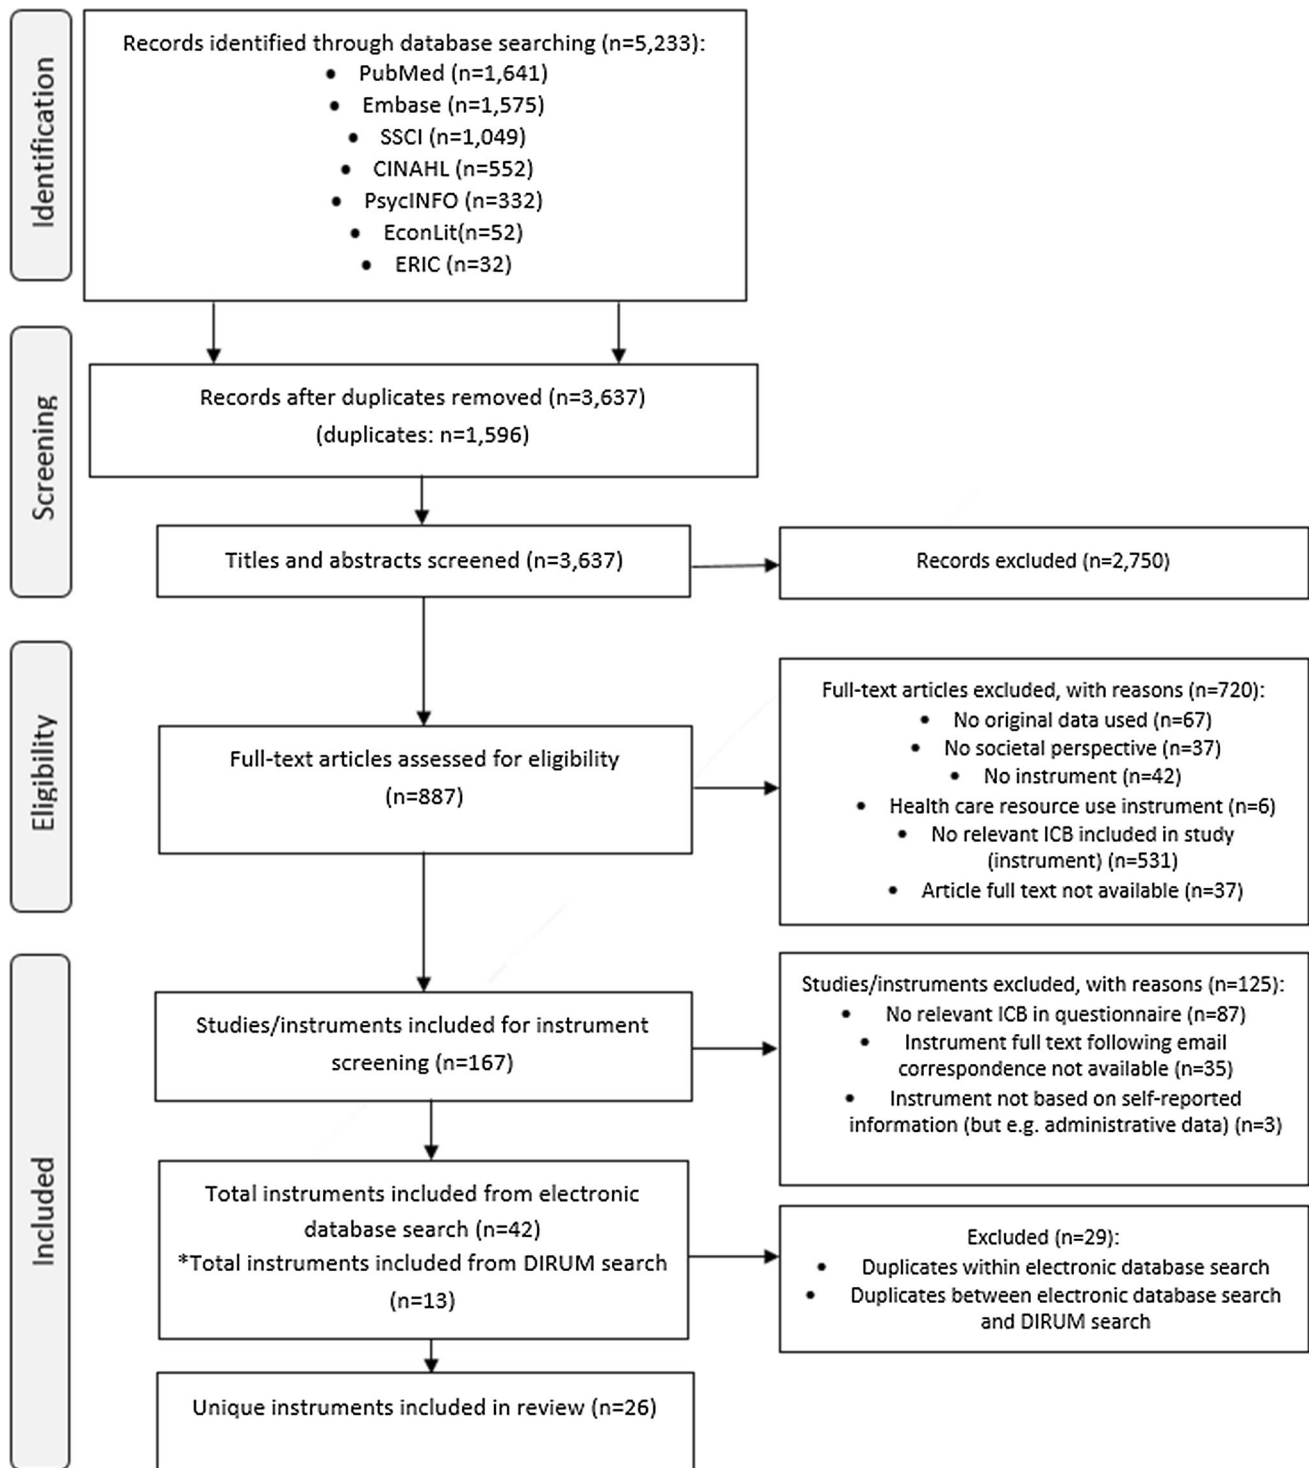 Identification
Records identified through database searching (n=5,233):
• PubMed (n=1,641)
• Embase (n=1,575)
• SSCI (n=1,049)
• CINAHL (n=552)
• PsycINFO (n=332)
• EconLit(n=52)
• ERIC (n=32)
Screening
Records after duplicates removed (n=3,637)
(duplicates: n=1,596)
Titles and abstracts screened (n=3,637)
Records excluded (n=2,750)
Eligibility
Full-text articles assessed for eligibility
(n=887)
Full-text articles excluded, with reasons (n=720):
• No original data used (n=67)
• No societal perspective (n=37)
• No instrument (n=42)
• Health care resource use instrument (n=6)
• No relevant ICB included in study
(instrument) (n=531)
• Article full text not available (n=37)
Included
Studies/instruments included for instrument
screening (n=167)
Studies/instruments excluded, with reasons (n=125):
• No relevant ICB in questionnaire (n=87)
• Instrument full text following email
correspondence not available (n=35)
• Instrument not based on self-reported
information (but e.g. administrative data) (n=3)
Total instruments included from electronic
database search (n=42)
*Total instruments included from DIRUM search
(n=13)
Excluded (n=29):
• Duplicates within electronic database search
• Duplicates between electronic database search
and DIRUM search
Unique instruments included in review (n=26)